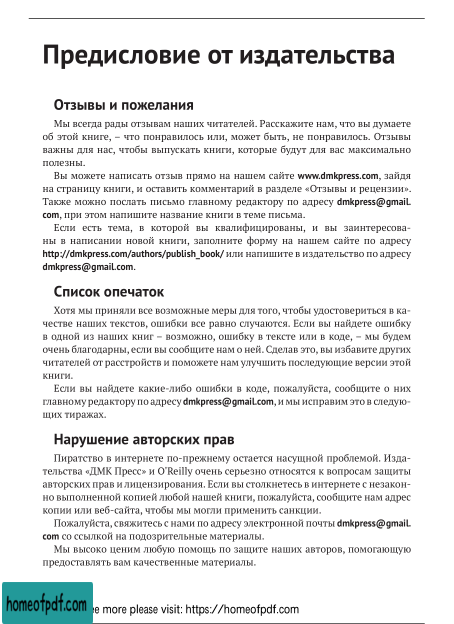 Предисловие от издательства
Отзывы и пожелания
Мы всегда рады отзывам наших читателей. Расскажите нам, что вы думаете
об этой книге, – что понравилось или, может быть, не понравилось. Отзывы
важны для нас, чтобы выпускать книги, которые будут для вас максимально
полезны.
Вы можете написать отзыв прямо на нашем сайте www.dmkpress.com, зайдя
на страницу книги, и оставить комментарий в разделе «Отзывы и рецензии».
Также можно послать письмо главному редактору по адресу dmkpress@gmail.
com, при этом напишите название книги в теме письма.
Если есть тема, в которой вы квалифицированы, и вы заинтересова-
ны в написании новой книги, заполните форму на нашем сайте по адресу
http://dmkpress.com/authors/publish_book/ или напишите в издательство по адресу
dmkpress@gmail.com.
Список опечаток
Хотя мы приняли все возможные меры для того, чтобы удостовериться в ка-
честве наших текстов, ошибки все равно случаются. Если вы найдете ошибку
в одной из наших книг – возможно, ошибку в тексте или в коде, – мы будем
очень благодарны, если вы сообщите нам о ней. Сделав это, вы избавите других
читателей от расстройств и поможете нам улучшить последующие версии этой
книги.
Если вы найдете какие-либо ошибки в коде, пожалуйста, сообщите о них
главному редактору по адресу dmkpress@gmail.com, и мы исправим это в следую-
щих тиражах.
Нарушение авторских прав
Пиратство в интернете по-прежнему остается насущной проблемой. Изда-
тельства «ДМК Пресс» и O'Reilly очень серьезно относятся к вопросам защиты
авторских прав и лицензирования. Если вы столкнетесь в интернете с незакон-
но выполненной копией любой нашей книги, пожалуйста, сообщите нам адрес
копии или веб-сайта, чтобы мы могли применить санкции.
Пожалуйста, свяжитесь с нами по адресу электронной почты dmkpress@gmail.
com со ссылкой на подозрительные материалы.
Мы высоко ценим любую помощь по защите наших авторов, помогающую
предоставлять вам качественные материалы.
homeofpdf.com
ee more please visit: https://homeofpdf.com